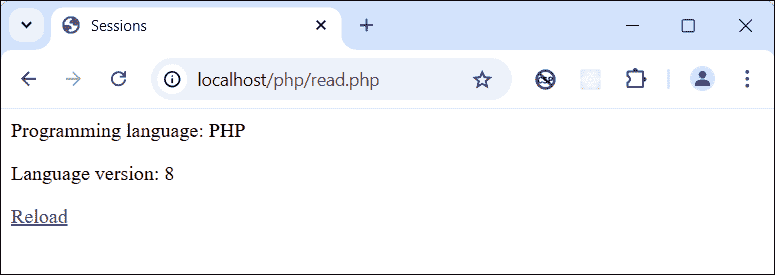 Sessions
localhost/php/read.php
Programming language: PHP
Language version: 8
Reload